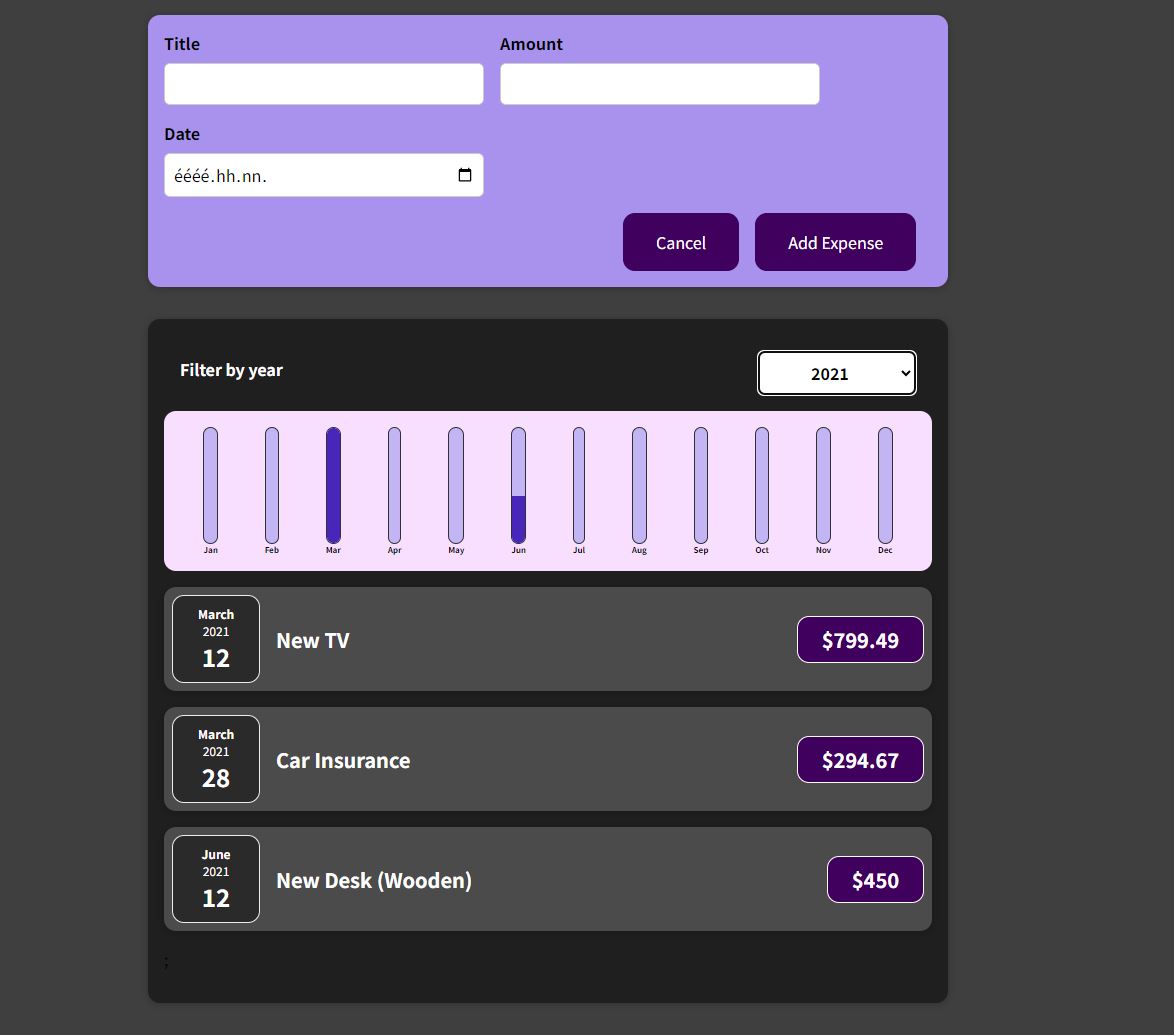 Title
Amount
Date
éééé.hh.nn.
Cancel
Add Expense
Filter by year
2021
Jan Feb Mar Apr May Jun Jul Aug Sep Oct Nov Dec
March
2021
12
New TV
$799.49
March
2021
28
Car Insurance
$294.67
June
2021
12
New Desk (Wooden)
$450
;